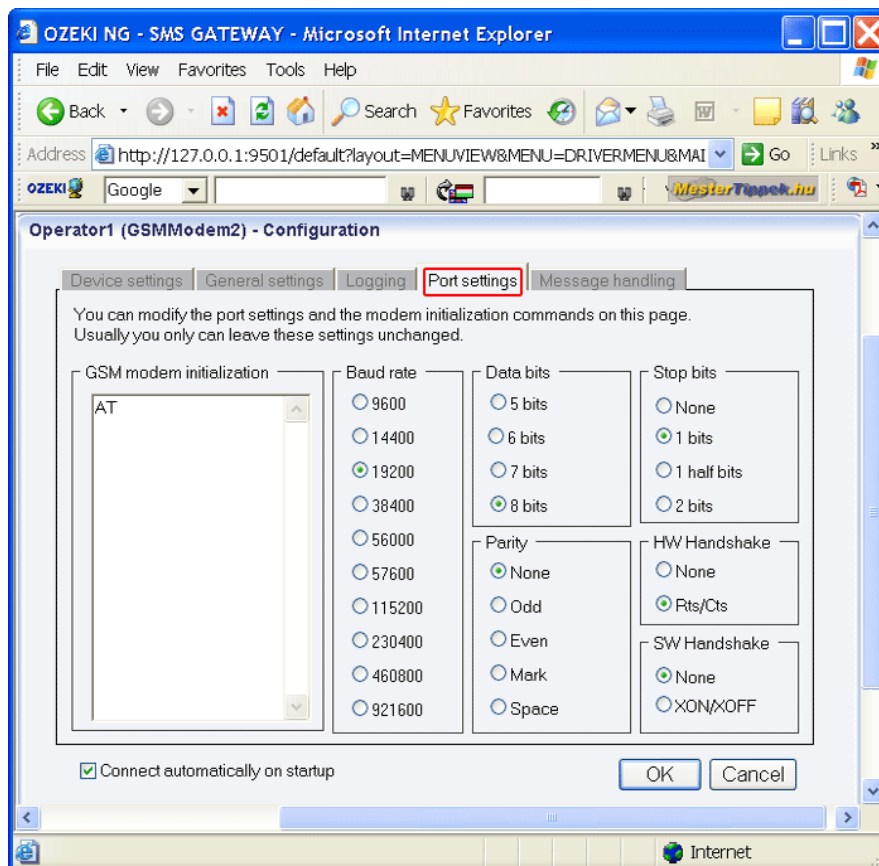 OZEKI NG - SMS GATEWAY - Microsoft Internet Explorer
File Edit View Favorites Tools Help
Back Search Favorites
Address http://127.0.0.1:9501/default?layout=MENUVIEW&MENU=DRIVERMENU&MAI Go Links »
OZEKI Google MesterTippek.hu
Operator1 (GSMModem2) - Configuration
Device settings General settings Logging Port settings Message handling
You can modify the port settings and the modem initialization commands on this page.
Usually you only can leave these settings unchanged.
GSM modem initialization
AT
Baud rate
9600
14400
19200
38400
56000
57600
115200
230400
460800
921600
Data bits
5 bits
6 bits
7 bits
8 bits
Parity
None
Odd
Even
Mark
Space
Stop bits
None
1 bits
1 half bits
2 bits
HW Handshake
None
Rts/Cts
SW Handshake
None
XON/XOFF
Connect automatically on startup
OK Cancel
Internet